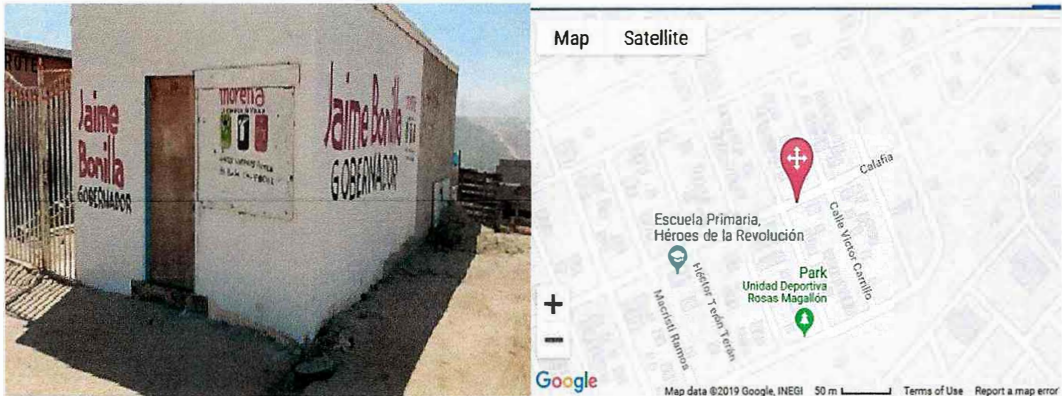 RUTE
Jaime
Bonilla
GOBERNADOR
morena
Jaime Bonilla
GOBERNADOR
Map
Satellite
Calafia
Calle Víctor Carrillo
Escuela Primaria,
Héroes de la Revolución
Héctor Terán Terán
Macristi Ramos
Park
Unidad Deportiva
Rosas Magallón
+
−
Google
Map data ©2019 Google, INEGI
50 m
Terms of Use
Report a map error